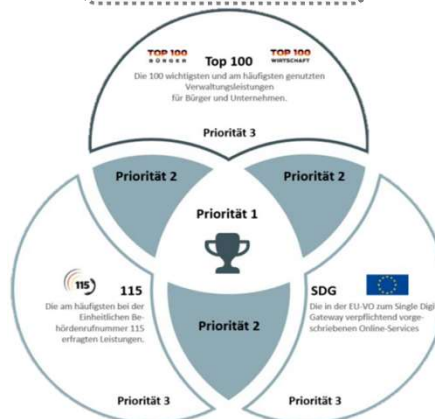 TOP 100
BÜRGER
Top 100
TOP 100
WIRTSCHAFT
Die 100 wichtigsten und am häufigsten genutzten
Verwaltungsleistungen
für Bürger und Unternehmen.
Priorität 3
Priorität 2
Priorität 2
Priorität 1
115
115
Die am häufigsten bei der
Einheitlichen Be-
hördenrufnummer 115
erfragten Leistungen.
SDG
Die in der EU-VO zum Single Digi
Gateway verpflichtend vorge-
schriebenen Online-Services
Priorität 2
Priorität 3
Priorität 3